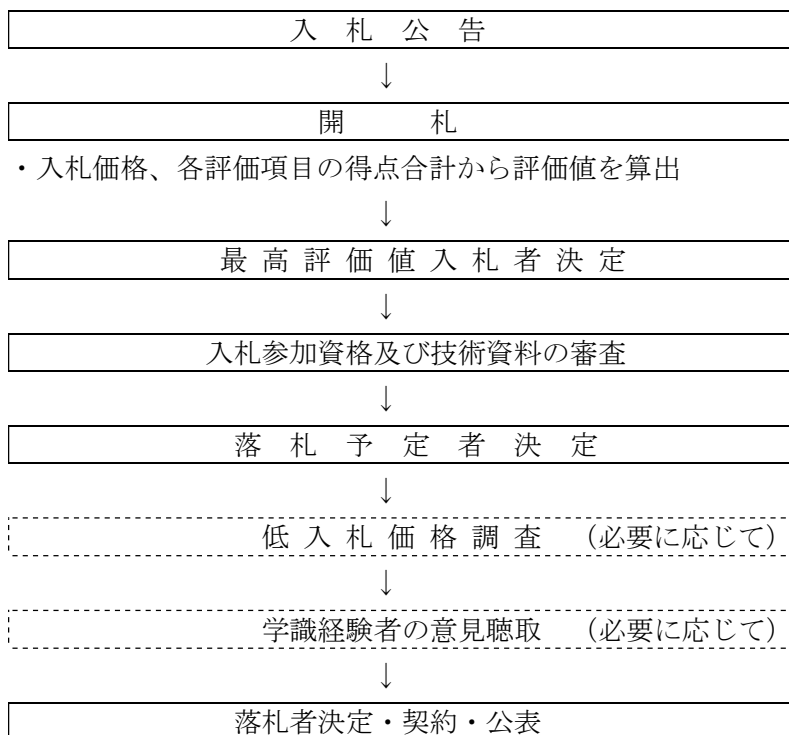 入札公告
↓
開札
・入札価格、各評価項目の得点合計から評価値を算出
↓
最高評価値入札者決定
↓
入札参加資格及び技術資料の審査
↓
落札予定者決定
↓
低入札価格調査 （必要に応じて）
↓
学識経験者の意見聴取 （必要に応じて）
↓
落札者決定・契約・公表